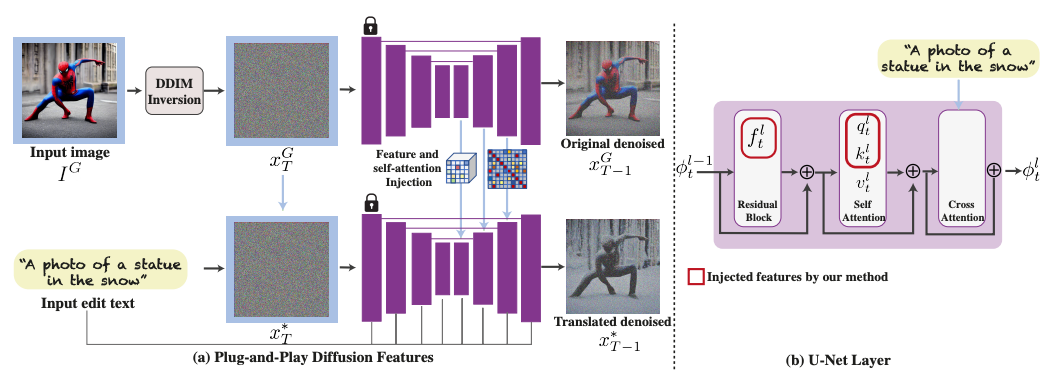 DDIM
Inversion
Input image
I^G
x_T^G
Feature and
self-attention
Injection
Original denoised
x_{T-1}^G
"A photo of a statue
in the snow"
Input edit text
x_T^*
Translated denoised
x_{T-1}^*
(a) Plug-and-Play Diffusion Features
"A photo of a
statue in the snow"
ϕ_t^{l-1}
f_t^l
Residual
Block
q_t^l
k_t^l
v_t^l
Self
Attention
Cross
Attention
ϕ_t^l
Injected features by our method
(b) U-Net Layer